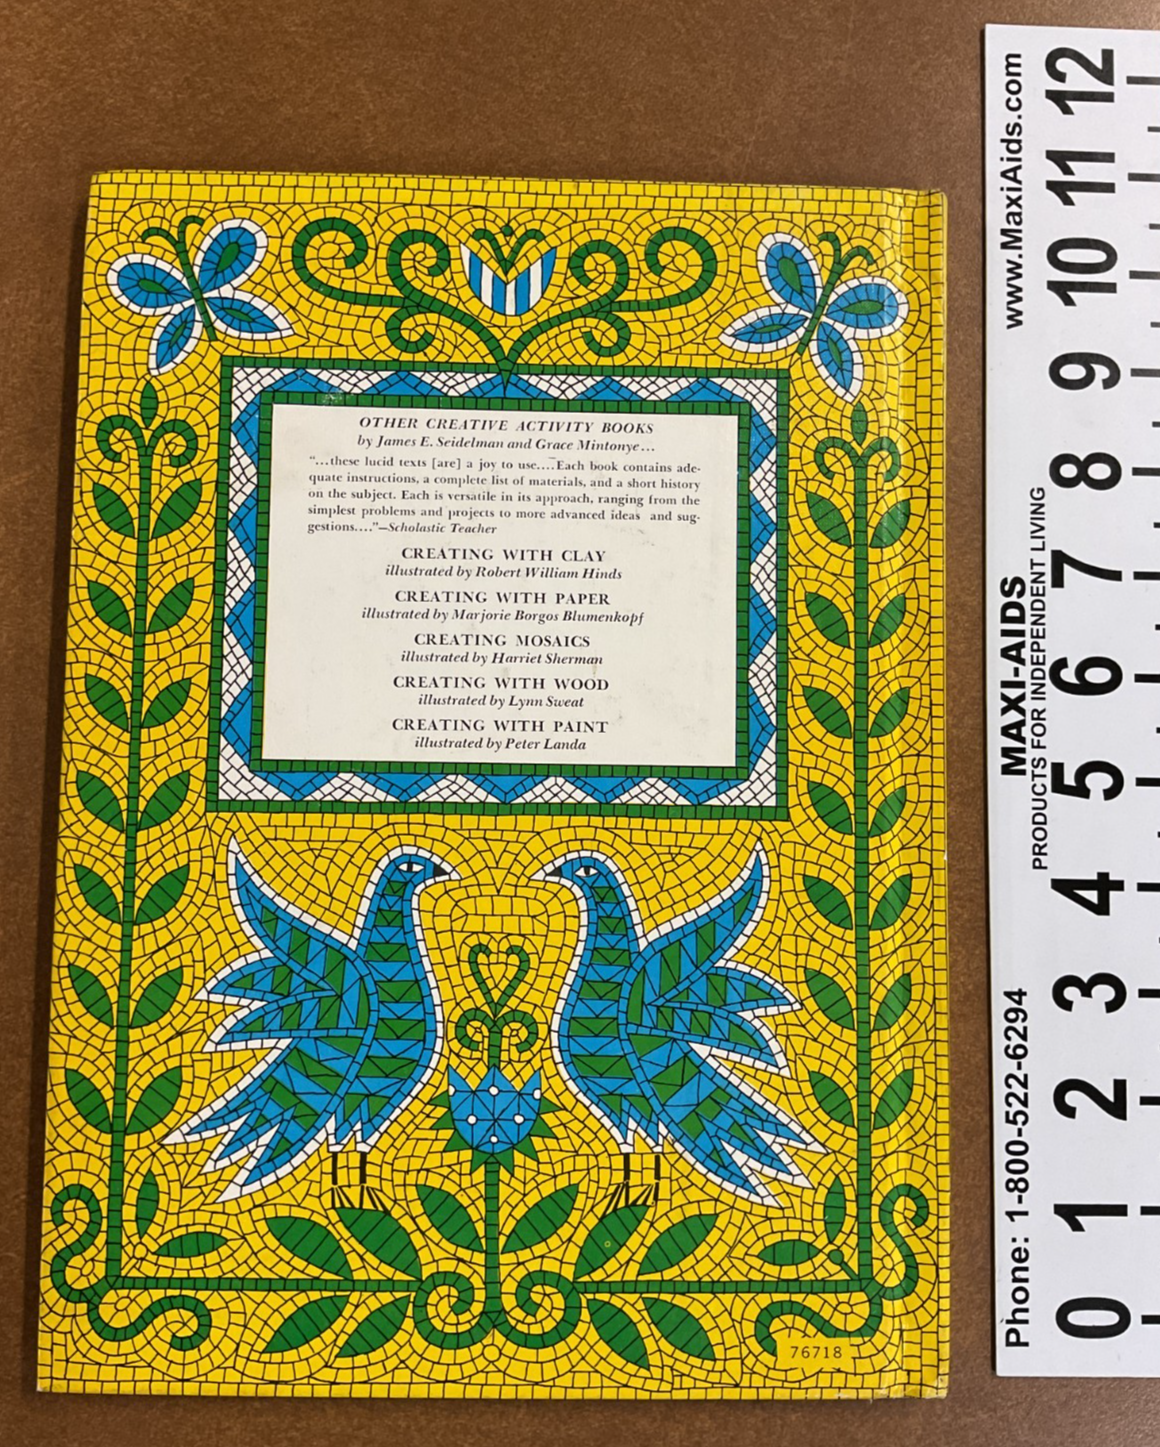 OTHER CREATIVE ACTIVITY BOOKS
by James E. Seidelman and Grace Mintonye...
"...these lucid texts [are] a joy to use....Each book contains ade-
quate instructions, a complete list of materials, and a short history
on the subject. Each is versatile in its approach, ranging from the
simplest problems and projects to more advanced ideas and sug-
gestions...."—Scholastic Teacher
CREATING WITH CLAY
illustrated by Robert William Hinds
CREATING WITH PAPER
illustrated by Marjorie Borgos Blumenkopf
CREATING MOSAICS
illustrated by Harriet Sherman
CREATING WITH WOOD
illustrated by Lynn Sweat
CREATING WITH PAINT
illustrated by Peter Landa
76718
Phone: 1-800-522-6294
MAXI-AIDS
PRODUCTS FOR INDEPENDENT LIVING
www.MaxiAids.com
0 1 2 3 4 5 6 7 8 9 10 11 12